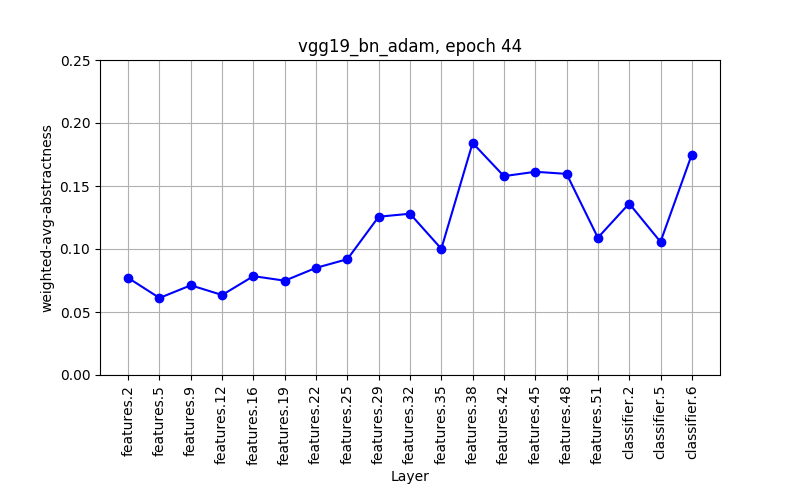 vgg19_bn_adam, epoch 44
weighted-avg-abstractness
0.25
0.20
0.15
0.10
0.05
0.00
features.2
features.5
features.9
features.12
features.16
features.19
features.22
features.25
features.29
features.32
features.35
features.38
features.42
features.45
features.48
features.51
classifier.2
classifier.5
classifier.6
Layer